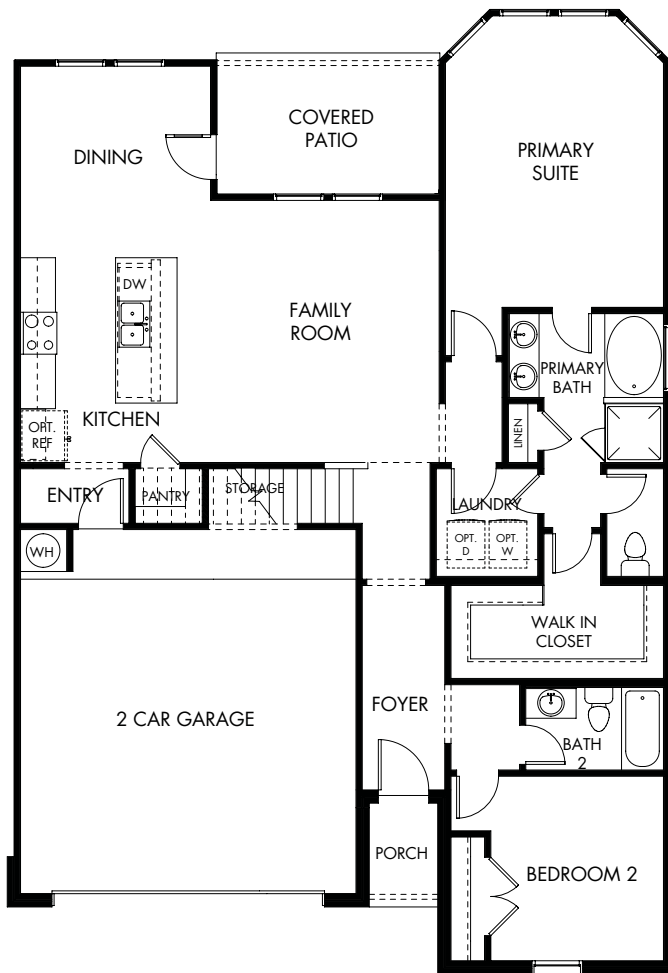 COVERED
PATIO
DINING
PRIMARY
SUITE
DW
FAMILY
ROOM
PRIMARY
BATH
KITCHEN
OPT.
REF
LINEN
ENTRY
PANTRY
STORAGE
LAUNDRY
WH
OPT.
D
OPT.
W
WALK IN
CLOSET
FOYER
2 CAR GARAGE
BATH
2
PORCH
BEDROOM 2